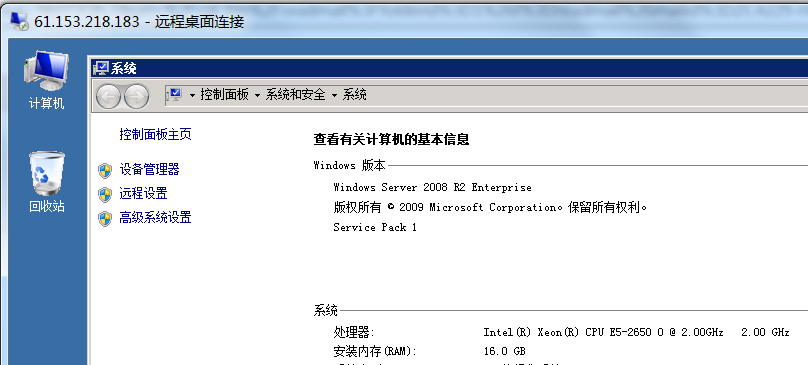 61.153.218.183 - 远程桌面连接
计算机
回收站
系统
控制面板 系统和安全 系统
控制面板主页
设备管理器
远程设置
高级系统设置
查看有关计算机的基本信息
Windows 版本
Windows Server 2008 R2 Enterprise
版权所有 © 2009 Microsoft Corporation。保留所有权利。
Service Pack 1
系统
处理器: Intel(R) Xeon(R) CPU E5-2650 0 @ 2.00GHz 2.00 GHz
安装内存(RAM): 16.0 GB